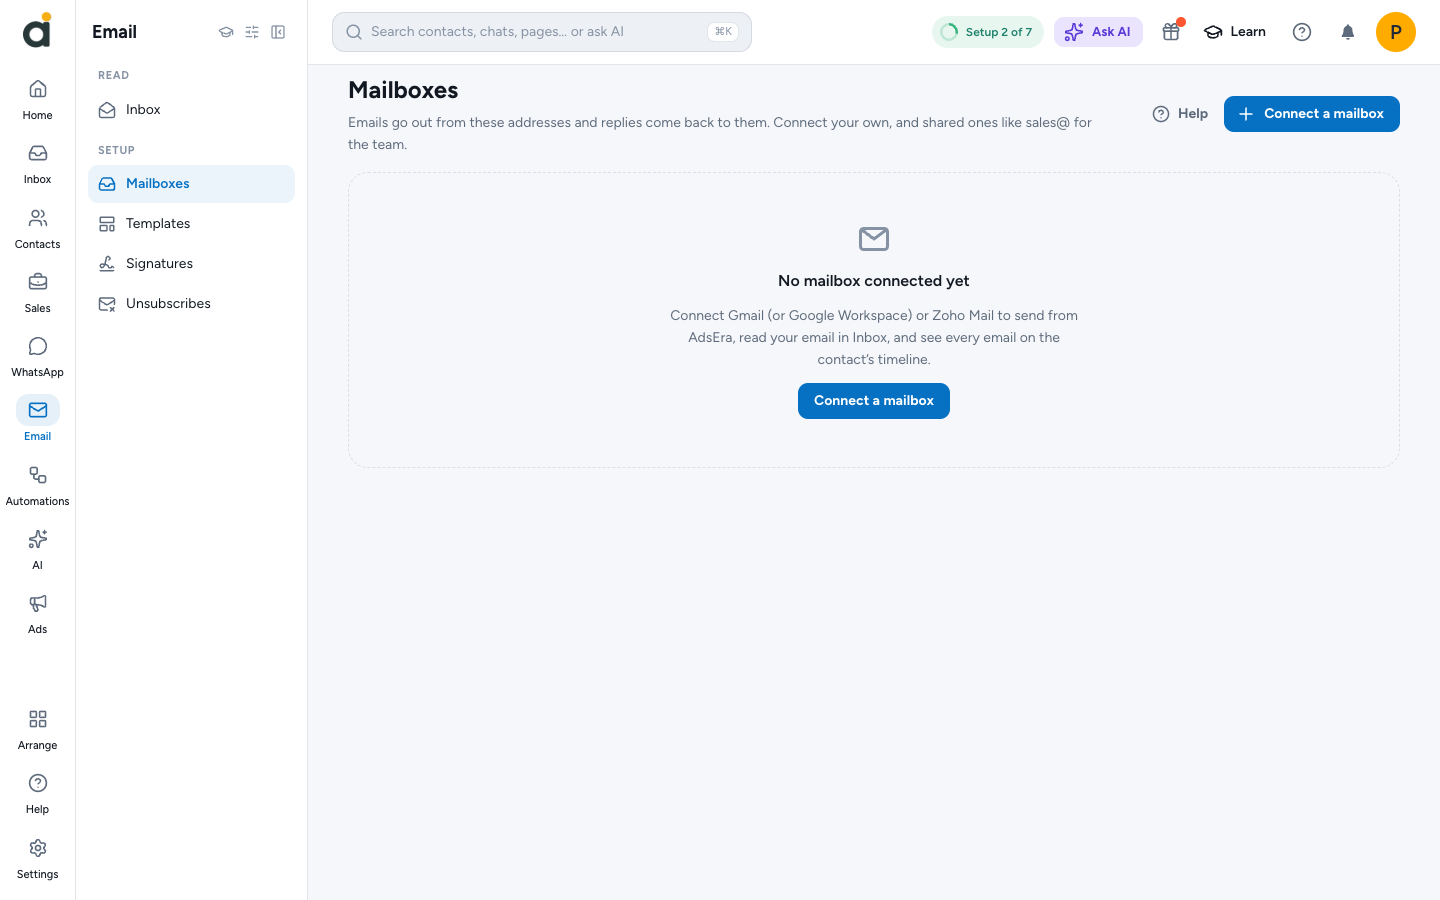 Email
READ
Inbox
SETUP
Mailboxes
Templates
Signatures
Unsubscribes
Home
Inbox
Contacts
Sales
WhatsApp
Email
Automations
AI
Ads
Arrange
Help
Settings
Search contacts, chats, pages... or ask AI
⌘K
Setup 2 of 7
Ask AI
Learn
P
Mailboxes
Emails go out from these addresses and replies come back to them. Connect your own, and shared ones like sales@ for
the team.
Help
Connect a mailbox
No mailbox connected yet
Connect Gmail (or Google Workspace) or Zoho Mail to send from
AdsEra, read your email in Inbox, and see every email on the
contact's timeline.
Connect a mailbox